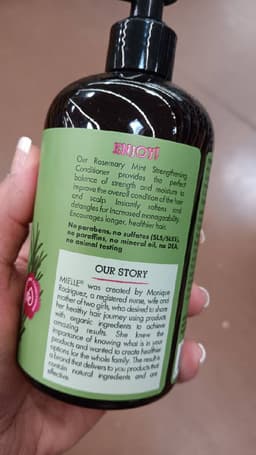 ENJOY!
Our Rosemary Mint Strengthening
Conditioner provides the perfect
balance of strength and moisture to
improve the overall condition of the hair
and scalp. Instantly softens and
detangles for increased manageability.
Encourages longer, healthier hair.
No parabens, no sulfates (SLS/SLES),
no paraffins, no mineral oil, no DEA,
no animal testing
OUR STORY
MIELLE® was created by Monique
Rodriguez, a registered nurse, wife and
mother of two girls, who desired to share
her healthy hair journey using products
with organic ingredients to achieve
amazing results. She knew the
importance of knowing what is in your
products and wanted to create healthier
options for the whole family. The result is
a brand that delivers to you products that
contain natural ingredients and are
effective.